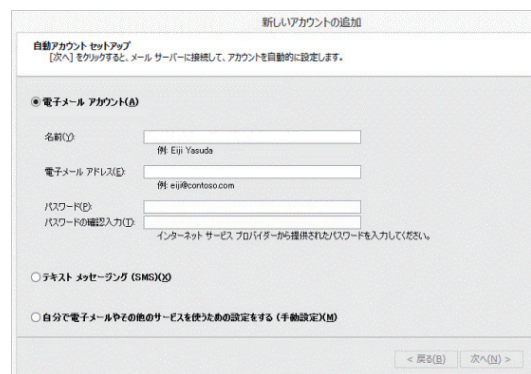 新しいアカウントの追加
自動アカウント セットアップ
[次へ] をクリックすると、メール サーバーに接続して、アカウントを自動的に設定します。
電子メール アカウント(A)
名前(Y):
例: Eiji Yasuda
電子メール アドレス(E):
例: eiji@contoso.com
パスワード(P):
パスワードの確認入力(T):
インターネット サービス プロバイダーから提供されたパスワードを入力してください。
テキスト メッセージング (SMS)(X)
自分で電子メールやその他のサービスを使うための設定をする (手動設定)(M)
< 戻る(B) 次へ(N) >